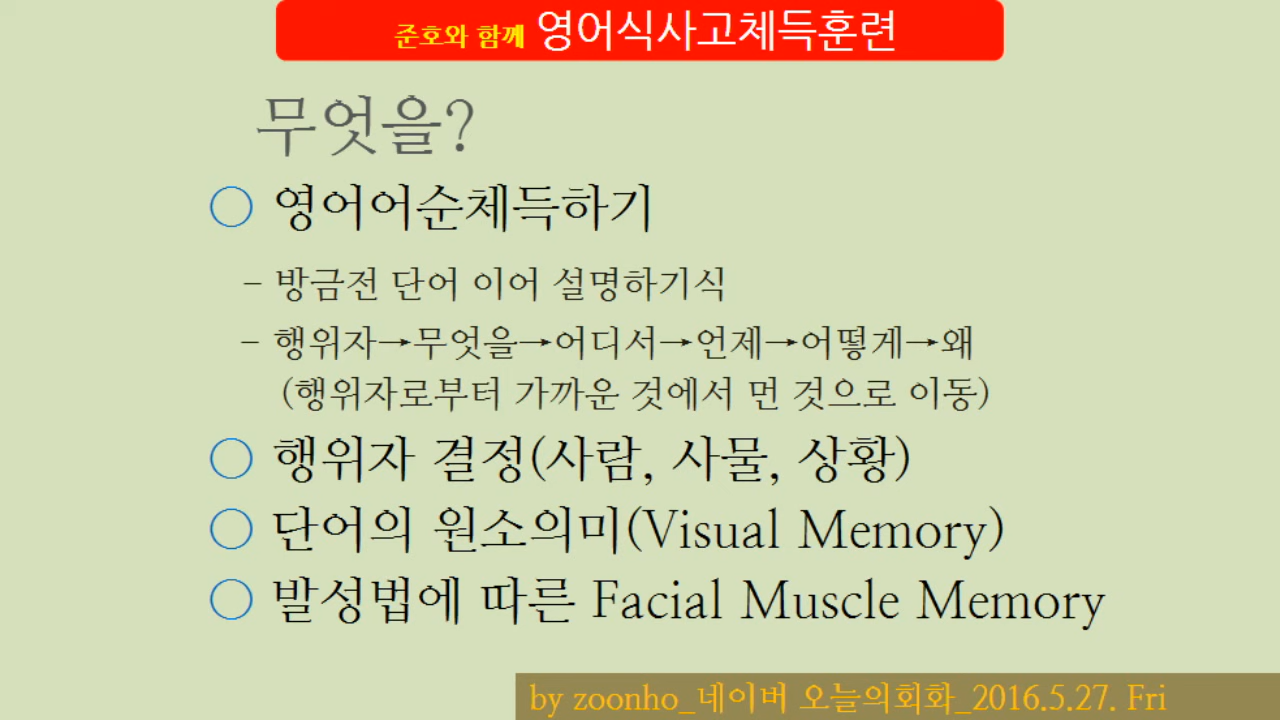 준호와 함께 영어식사고체득훈련
무엇을?
영어어순체득하기
- 방금전 단어 이어 설명하기식
- 행위자→무엇을→어디서→언제→어떻게→왜
(행위자로부터 가까운 것에서 먼 것으로 이동)
행위자 결정(사람, 사물, 상황)
단어의 원소의미(Visual Memory)
발성법에 따른 Facial Muscle Memory
by zoonho_네이버 오늘의회화_2016.5.27. Fri